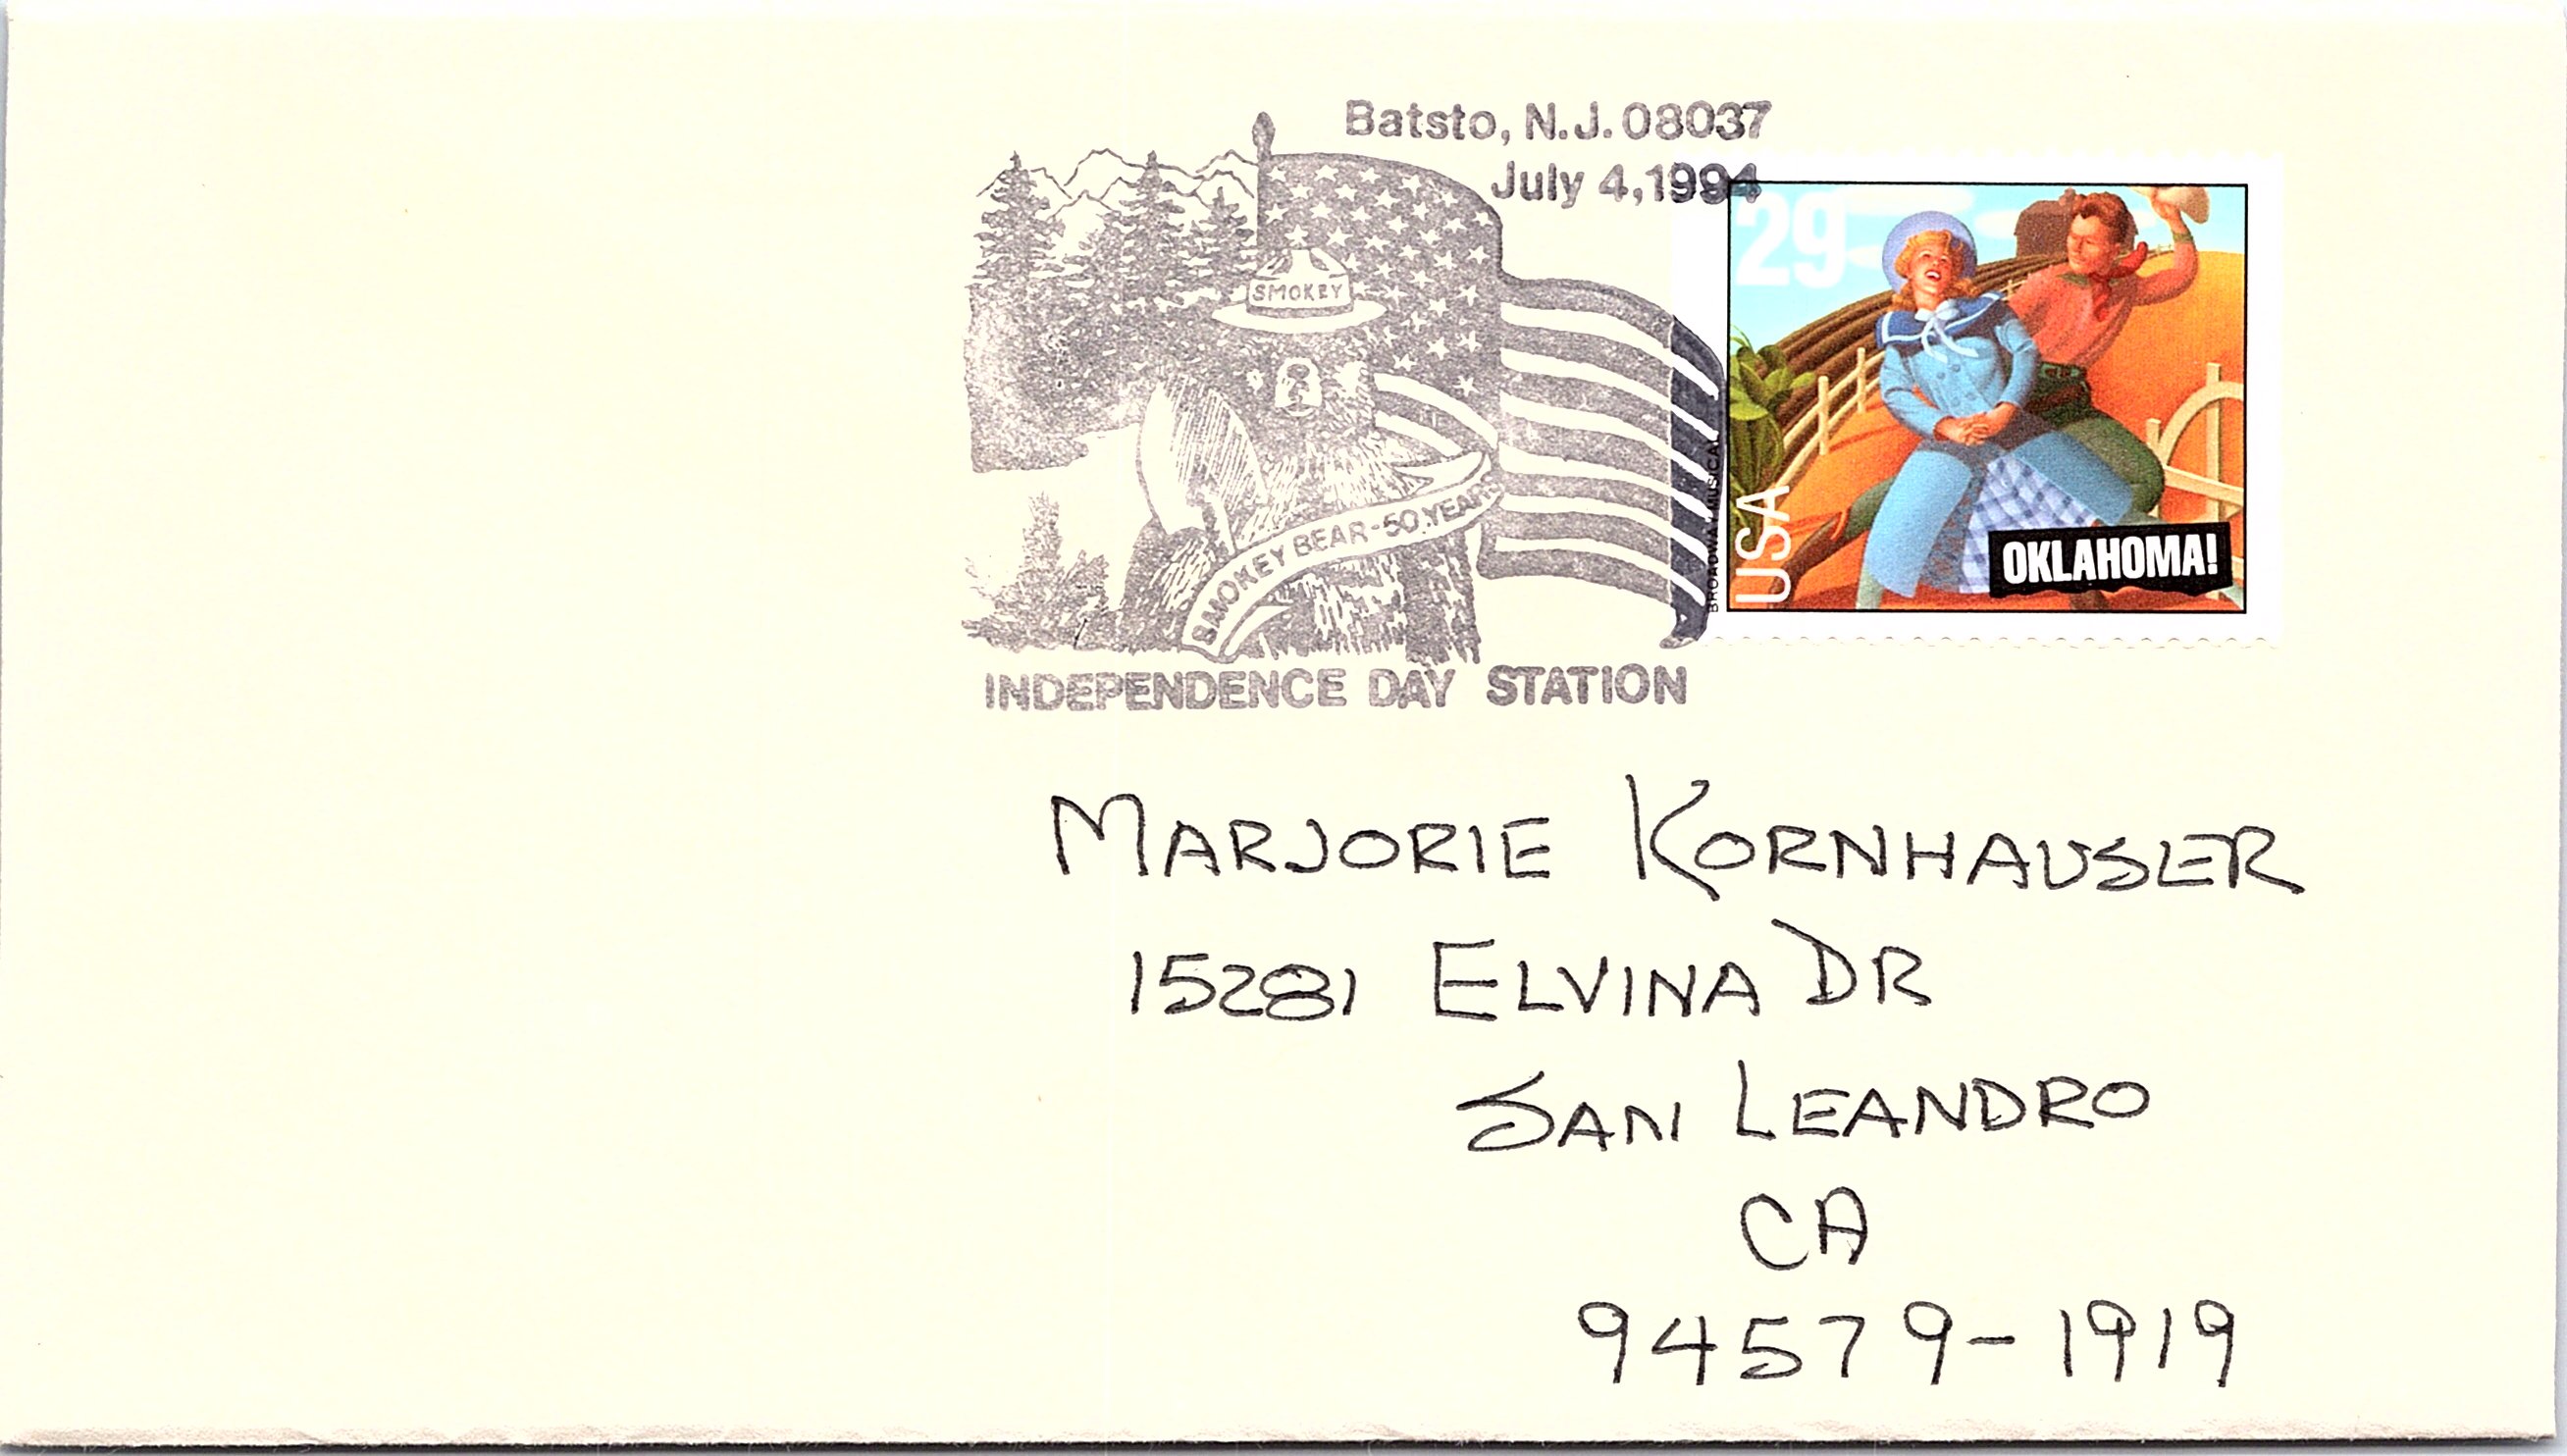 Batsto, N.J. 08037
July 4, 1994
SMOKEY
SMOKEY BEAR - 50 YEARS
INDEPENDENCE DAY STATION
29
BROADWAY MUSICAL
USA
OKLAHOMA!
MARJORIE KORNHAUSER
15281 ELVINA DR
SAN LEANDRO
CA
94579-1919